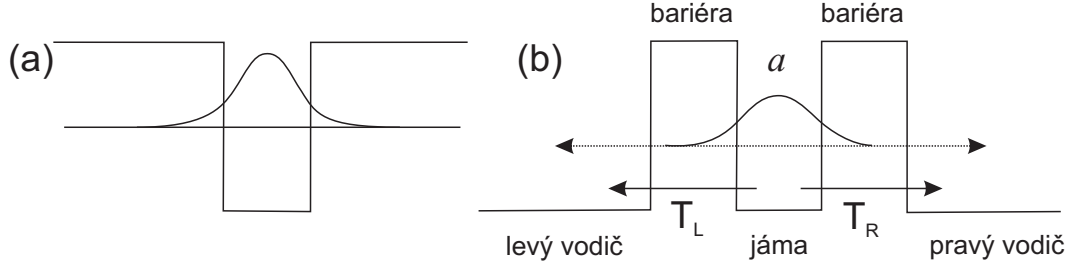 (a)
(b)
bariéra
bariéra
a
T_L
T_R
levý vodič
jáma
pravý vodič